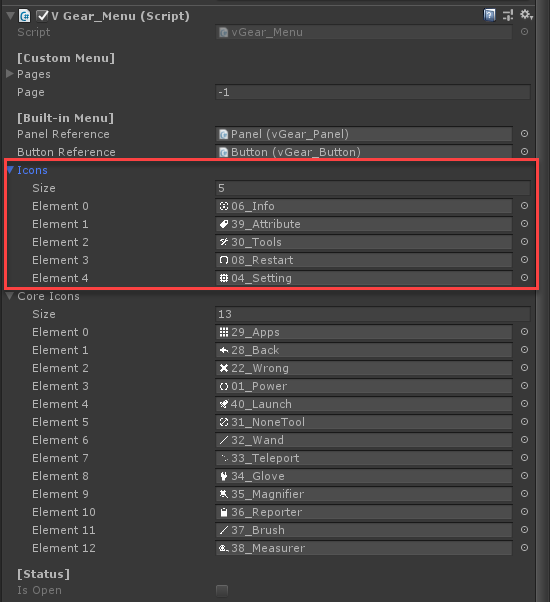 V Gear_Menu (Script)
Script vGear_Menu
[Custom Menu]
Pages
Page -1
[Built-in Menu]
Panel Reference Panel (vGear_Panel)
Button Reference Button (vGear_Button)
Icons
Size 5
Element 0 06_Info
Element 1 39_Attribute
Element 2 30_Tools
Element 3 08_Restart
Element 4 04_Setting
Core Icons
Size 13
Element 0 29_Apps
Element 1 28_Back
Element 2 22_Wrong
Element 3 01_Power
Element 4 40_Launch
Element 5 31_NoneTool
Element 6 32_Wand
Element 7 33_Teleport
Element 8 34_Glove
Element 9 35_Magnifier
Element 10 36_Reporter
Element 11 37_Brush
Element 12 38_Measurer
[Status]
Is Open